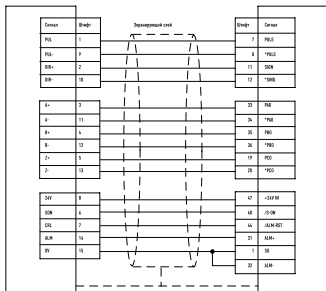 Сигнал Штифт Экранирующий слой Штифт Сигнал
PUL 1 7 PULS
PUL- 9 8 *PULS
DIR+ 2 11 SIGN
DIR- 10 12 *SING
A+ 3 33 PAO
A- 11 34 *PAO
B+ 4 35 PBO
B- 12 36 *PBO
Z+ 5 19 PCO
Z- 13 20 *PCO
24V 8 47 +24V IN
SON 6 40 /S-ON
CRL 7 44 /ALM-RST
ALM 14 31 ALM+
0V 15 1 SG
32 ALM-